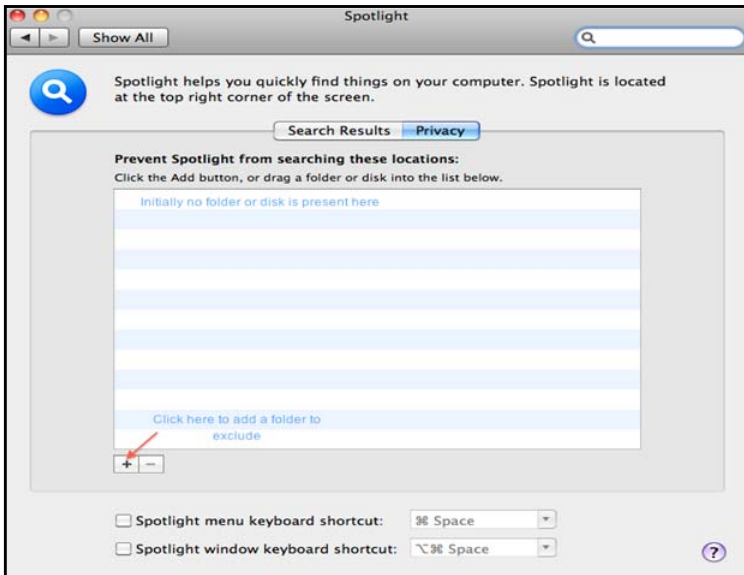 Spotlight
Show All
Spotlight helps you quickly find things on your computer. Spotlight is located
at the top right corner of the screen.
Search Results Privacy
Prevent Spotlight from searching these locations:
Click the Add button, or drag a folder or disk into the list below.
Initially no folder or disk is present here
Click here to add a folder to
exclude
+ −
Spotlight menu keyboard shortcut: ⌘ Space
Spotlight window keyboard shortcut: ⌥⌘ Space
?